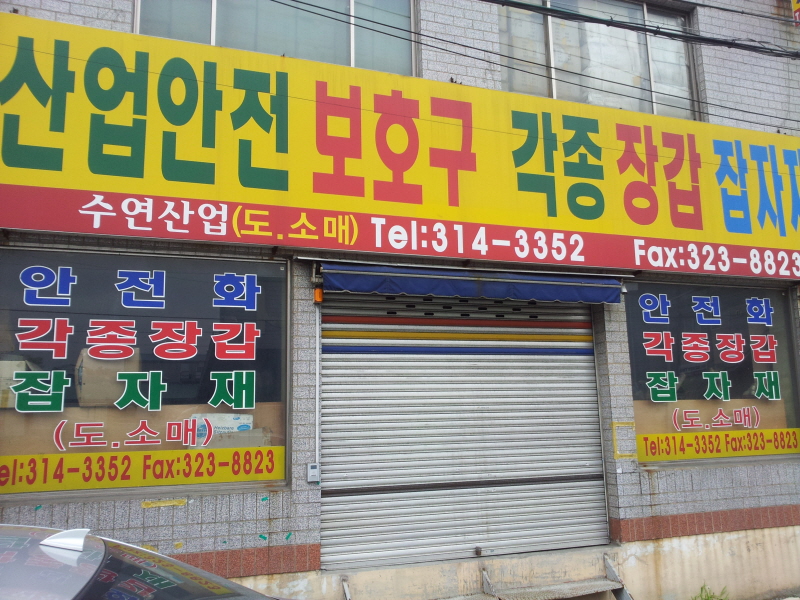 산업안전 보호구 각종 장갑 잡자재
수연산업(도.소매) Tel:314-3352 Fax:323-8823
안전화
각종장갑
잡자재
(도.소매)
Tel:314-3352 Fax:323-8823
안전화
각종장갑
잡자재
(도.소매)
Tel:314-3352 Fax:323-8823